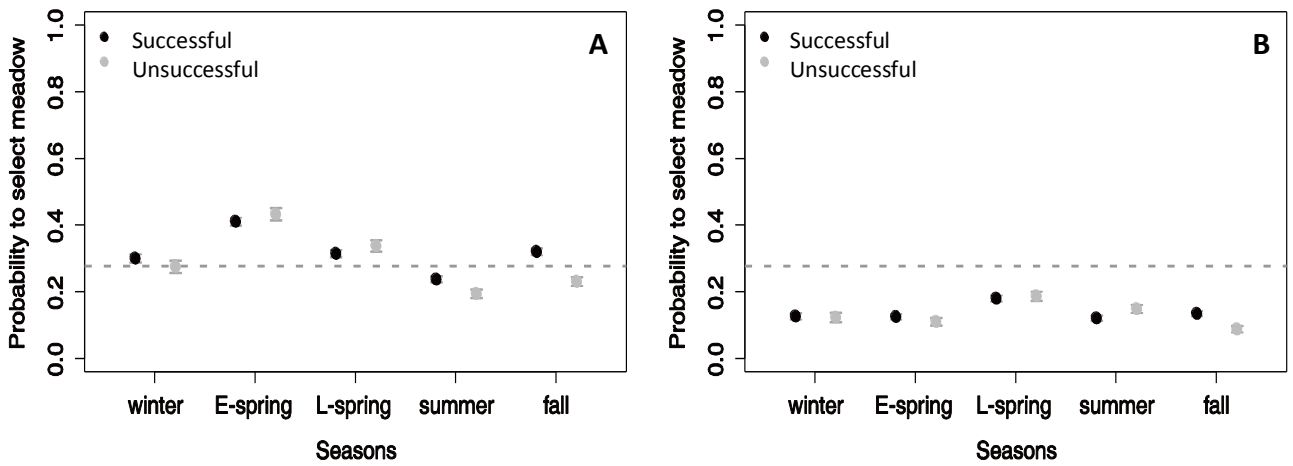 Probability to select meadow
1.0
0.8
0.6
0.4
0.2
0.0
Successful
Unsuccessful
A
winter E-spring L-spring summer fall
Seasons
Probability to select meadow
1.0
0.8
0.6
0.4
0.2
0.0
Successful
Unsuccessful
B
winter E-spring L-spring summer fall
Seasons